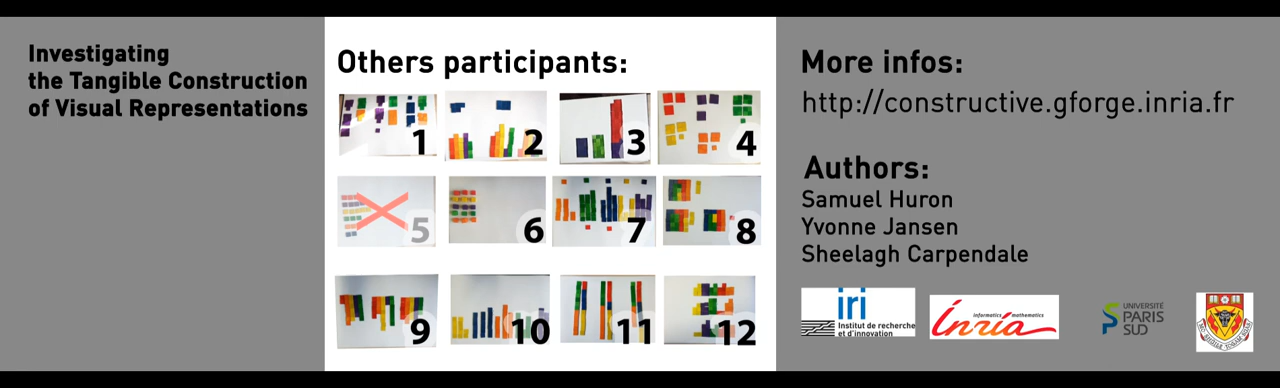 Investigating
the Tangible Construction
of Visual Representations
Others participants:
1
2
3
4
5
6
7
8
9
10
11
12
More infos:
http://constructive.gforge.inria.fr
Authors:
Samuel Huron
Yvonne Jansen
Sheelagh Carpendale
iri
Institut de recherche
et d'innovation
informatics mathematics
inria
UNIVERSITÉ
PARIS
SUD